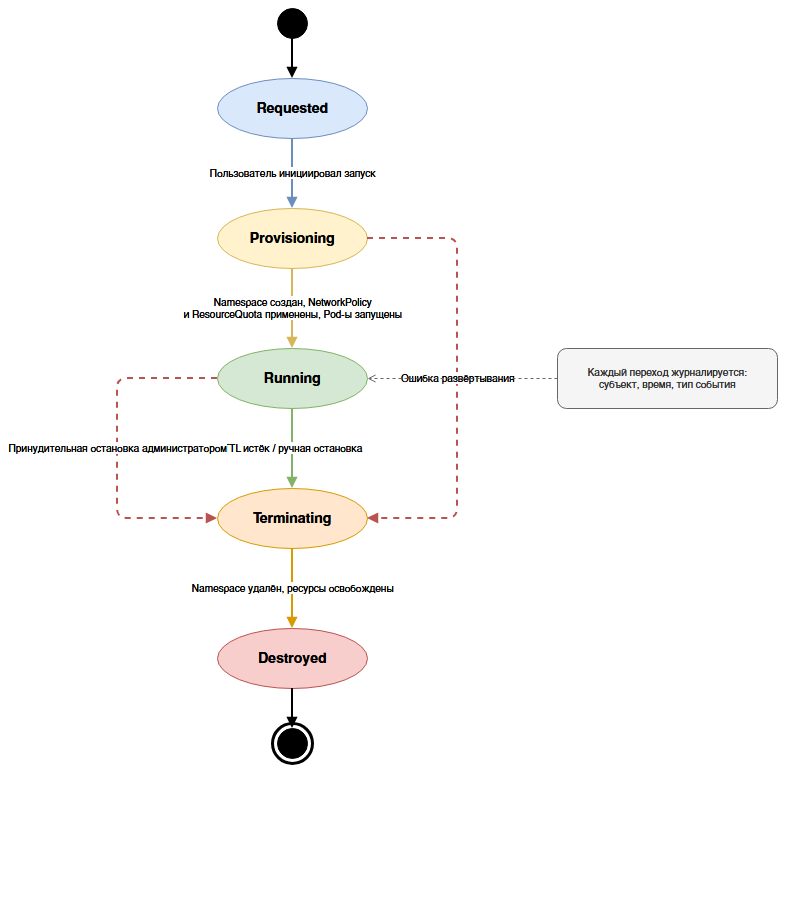 Requested
Пользователь инициировал запуск
Provisioning
Namespace создан, NetworkPolicy
и ResourceQuota применены, Pod-ы запущены
Running
Ошибка развёртывания
Каждый переход журналируется:
субъект, время, тип события
Принудительная остановка администратором
TL истёк / ручная остановка
Terminating
Namespace удалён, ресурсы освобождены
Destroyed